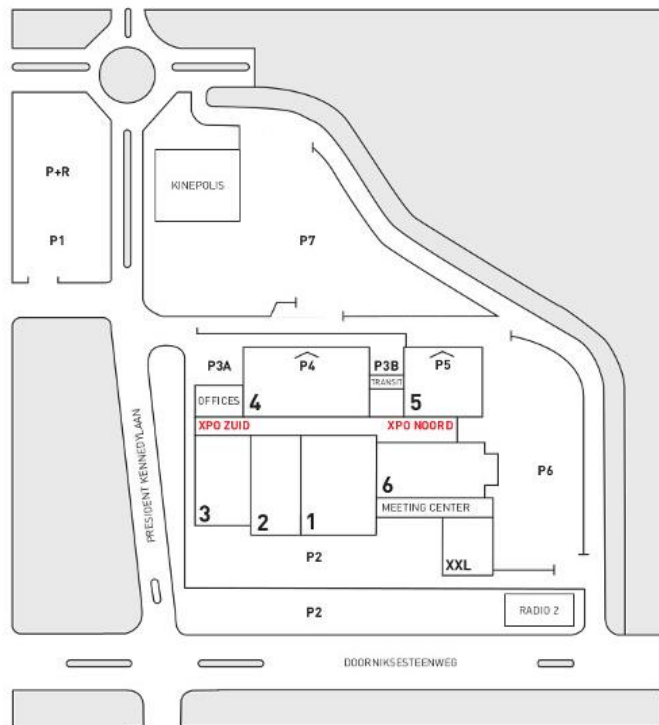 P+R
KINEPOLIS
P1
P7
P3A
P4
P3B
P5
TRANSIT
OFFICES
4
5
XPO ZUID
XPO NOORD
PRESIDENT KENNEDYLAAN
P6
6
3
2
1
MEETING CENTER
P2
XXL
P2
RADIO 2
DOORNIKSESTEENWEG